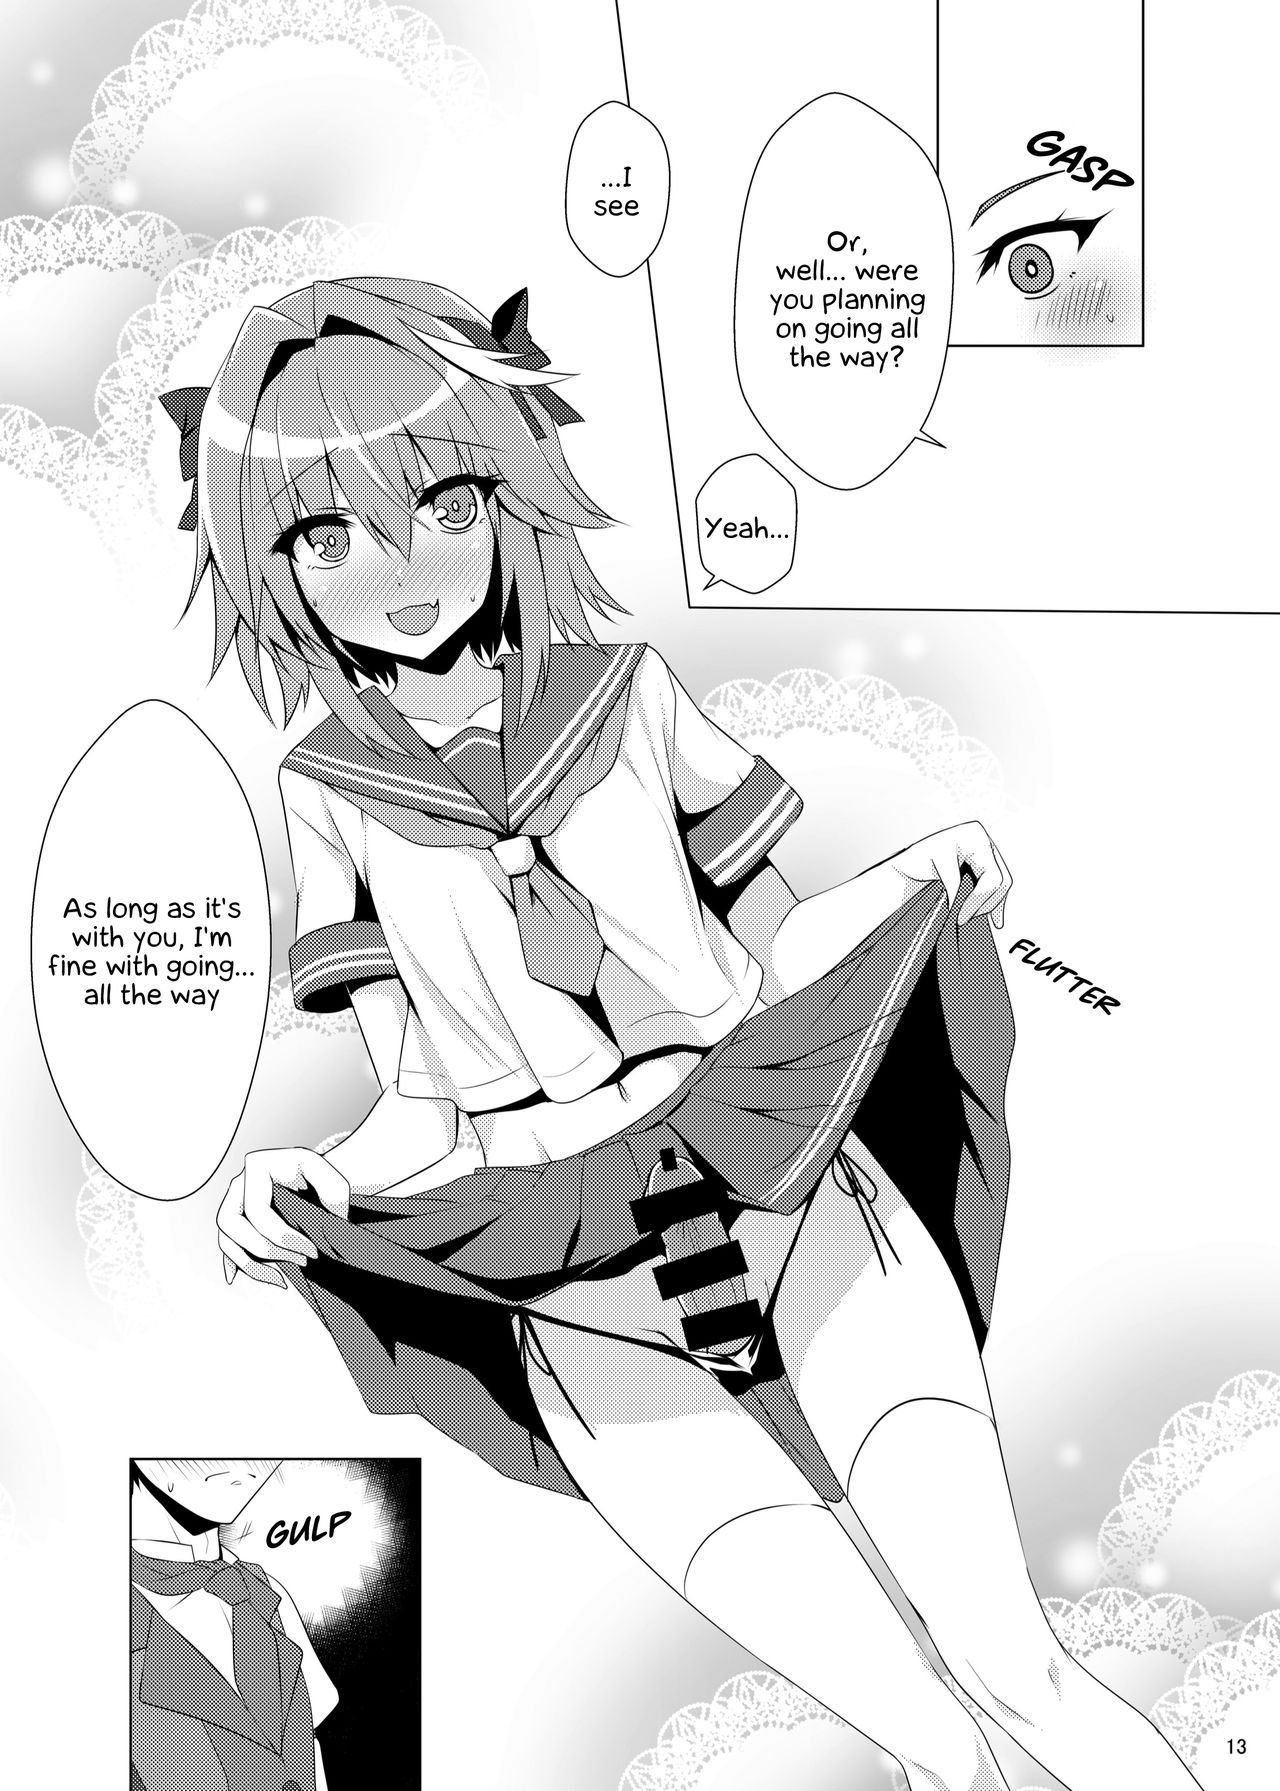 GASP
Or,
well... were
you planning
on going all
the way?
...I
see
Yeah...
As long as it's
with you, I'm
fine with going...
all the way
FLUTTER
GULP
13